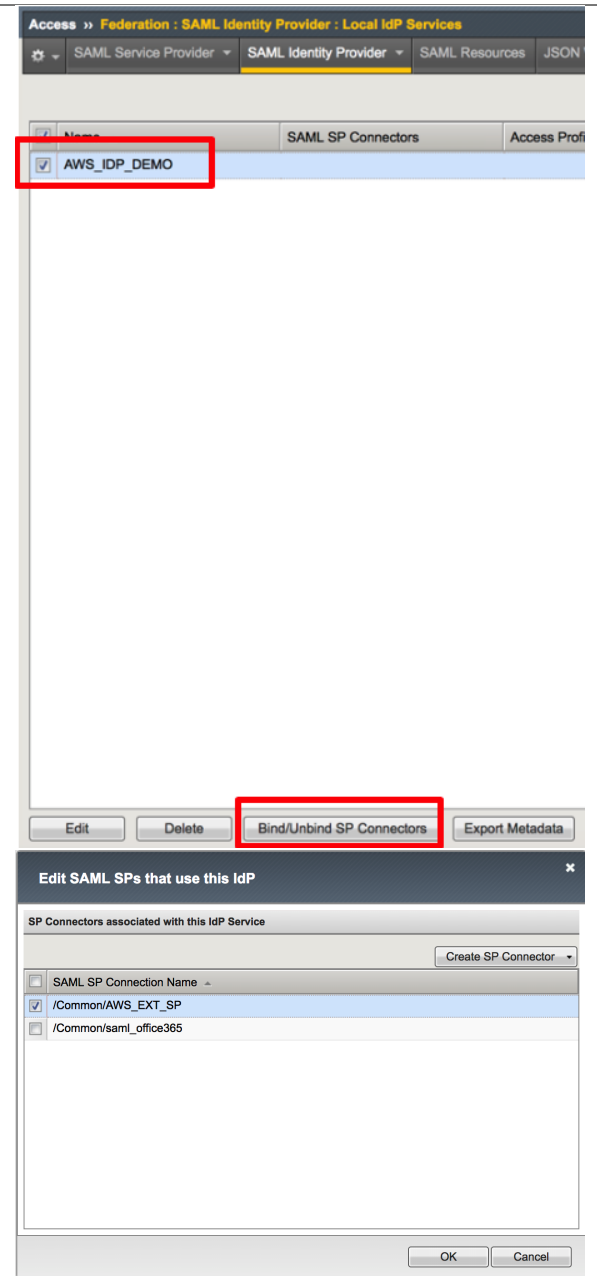 Access ›› Federation : SAML Identity Provider : Local IdP Services
SAML Service Provider SAML Identity Provider SAML Resources JSON
Name SAML SP Connectors Access Profi
AWS_IDP_DEMO
Edit Delete Bind/Unbind SP Connectors Export Metadata
Edit SAML SPs that use this IdP ×
SP Connectors associated with this IdP Service
Create SP Connector
SAML SP Connection Name
/Common/AWS_EXT_SP
/Common/saml_office365
OK Cancel